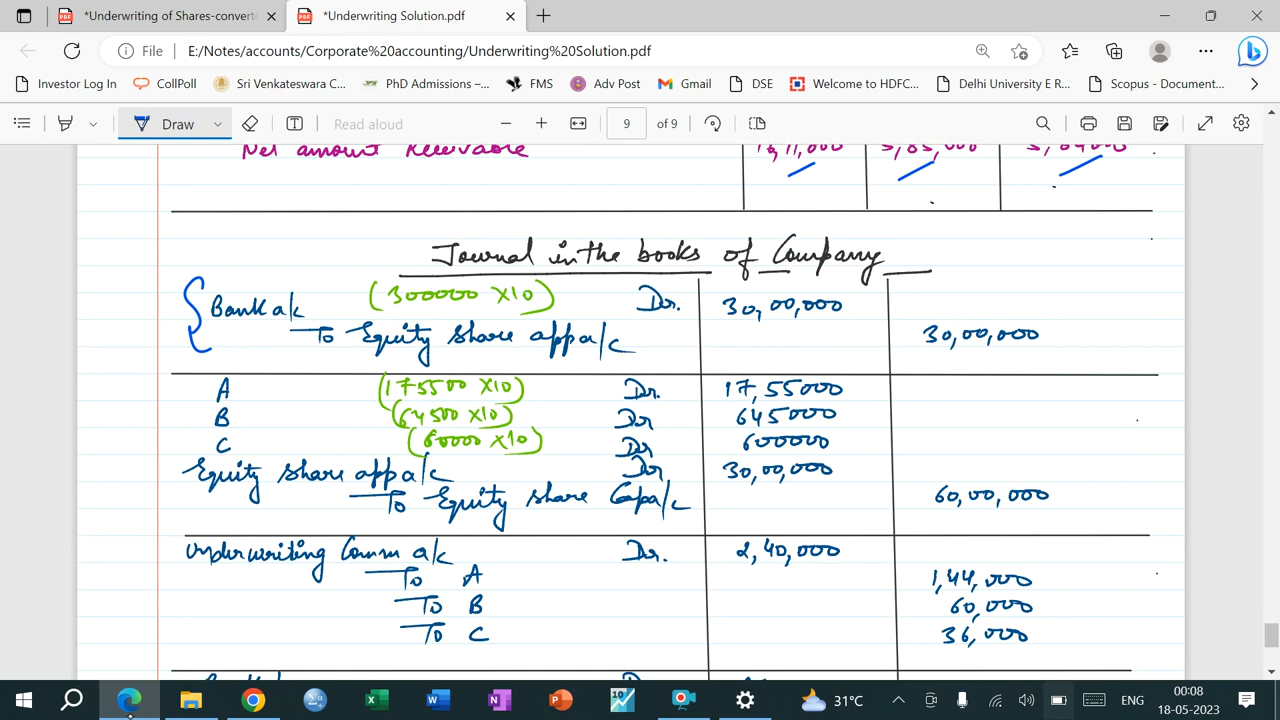 *Underwriting of Shares-convert
*Underwriting Solution.pdf
File E:/Notes/accounts/Corporate%20accounting/Underwriting%20Solution.pdf
Investor Log In CollPoll Sri Venkateswara C... PhD Admissions –... FMS Adv Post Gmail DSE Welcome to HDFC... Delhi University E R... Scopus - Document...
Draw Read aloud 9 of 9
Net amount Receivable
Journal in the books of Company
Bank a/c (300000 X10) Dr. 30,00,000
To Equity share app a/c 30,00,000
A (175500 X10) Dr. 17,55000
B (64500 X10) Dr 645000
C (60000 X10) Dr 600000
Equity share app a/c Dr 30,00,000
To Equity share Cap a/c 60,00,000
Underwriting Comm a/c Dr. 2,40,000
To A 1,44,000
To B 60,000
To C 36,000
31°C ENG 00:08
18-05-2023